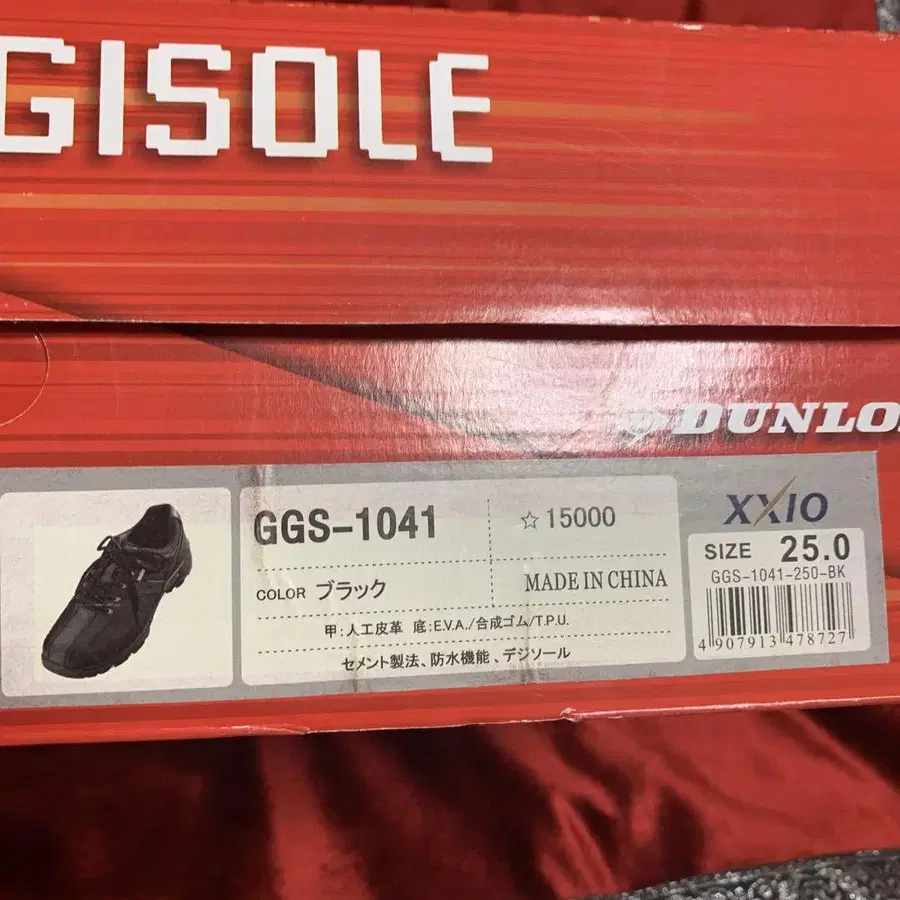 GISOLE
DUNLO
GGS-1041
☆15000
COLOR ブラック
MADE IN CHINA
甲:人工皮革 底:E.V.A./合成ゴム/T.P.U.
セメント製法、防水機能、デジソール
XXIO
SIZE 25.0
GGS-1041-250-BK
4 907913 478727